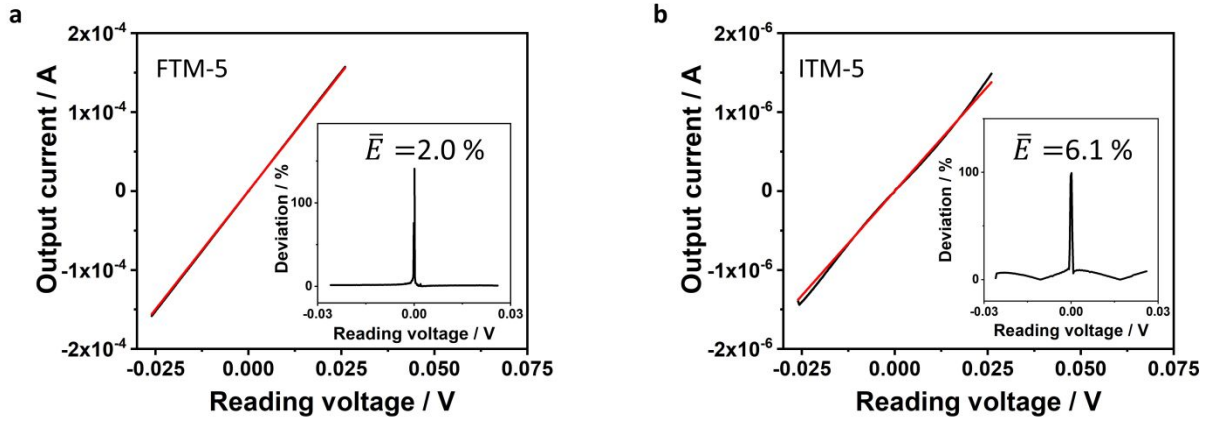 a
FTM-5
Output current / A
2x10⁻⁴
1x10⁻⁴
0
-1x10⁻⁴
-2x10⁻⁴
-0.025 0.000 0.025 0.050 0.075
Reading voltage / V
E̅ =2.0 %
Deviation / %
100
0
-0.03 0.00 0.03
Reading voltage / V
b
ITM-5
Output current / A
2x10⁻⁶
1x10⁻⁶
0
-1x10⁻⁶
-2x10⁻⁶
-0.025 0.000 0.025 0.050 0.075
Reading voltage / V
E̅ =6.1 %
Deviation / %
100
0
-0.03 0.00 0.03
Reading voltage / V